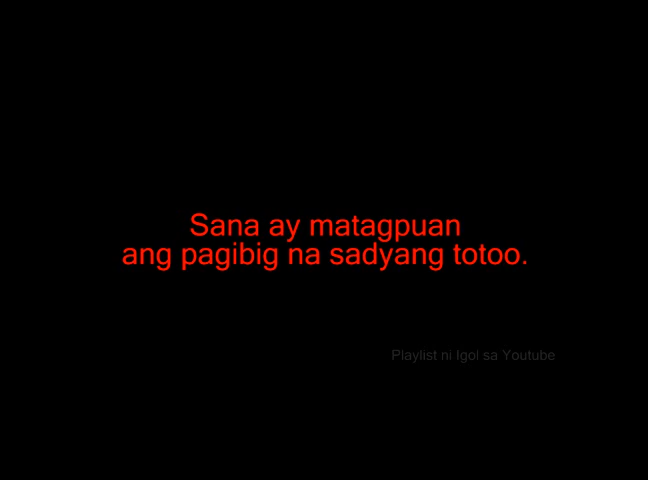 Sana ay matagpuan
ang pagibig na sadyang totoo.
Playlist ni Igol sa Youtube